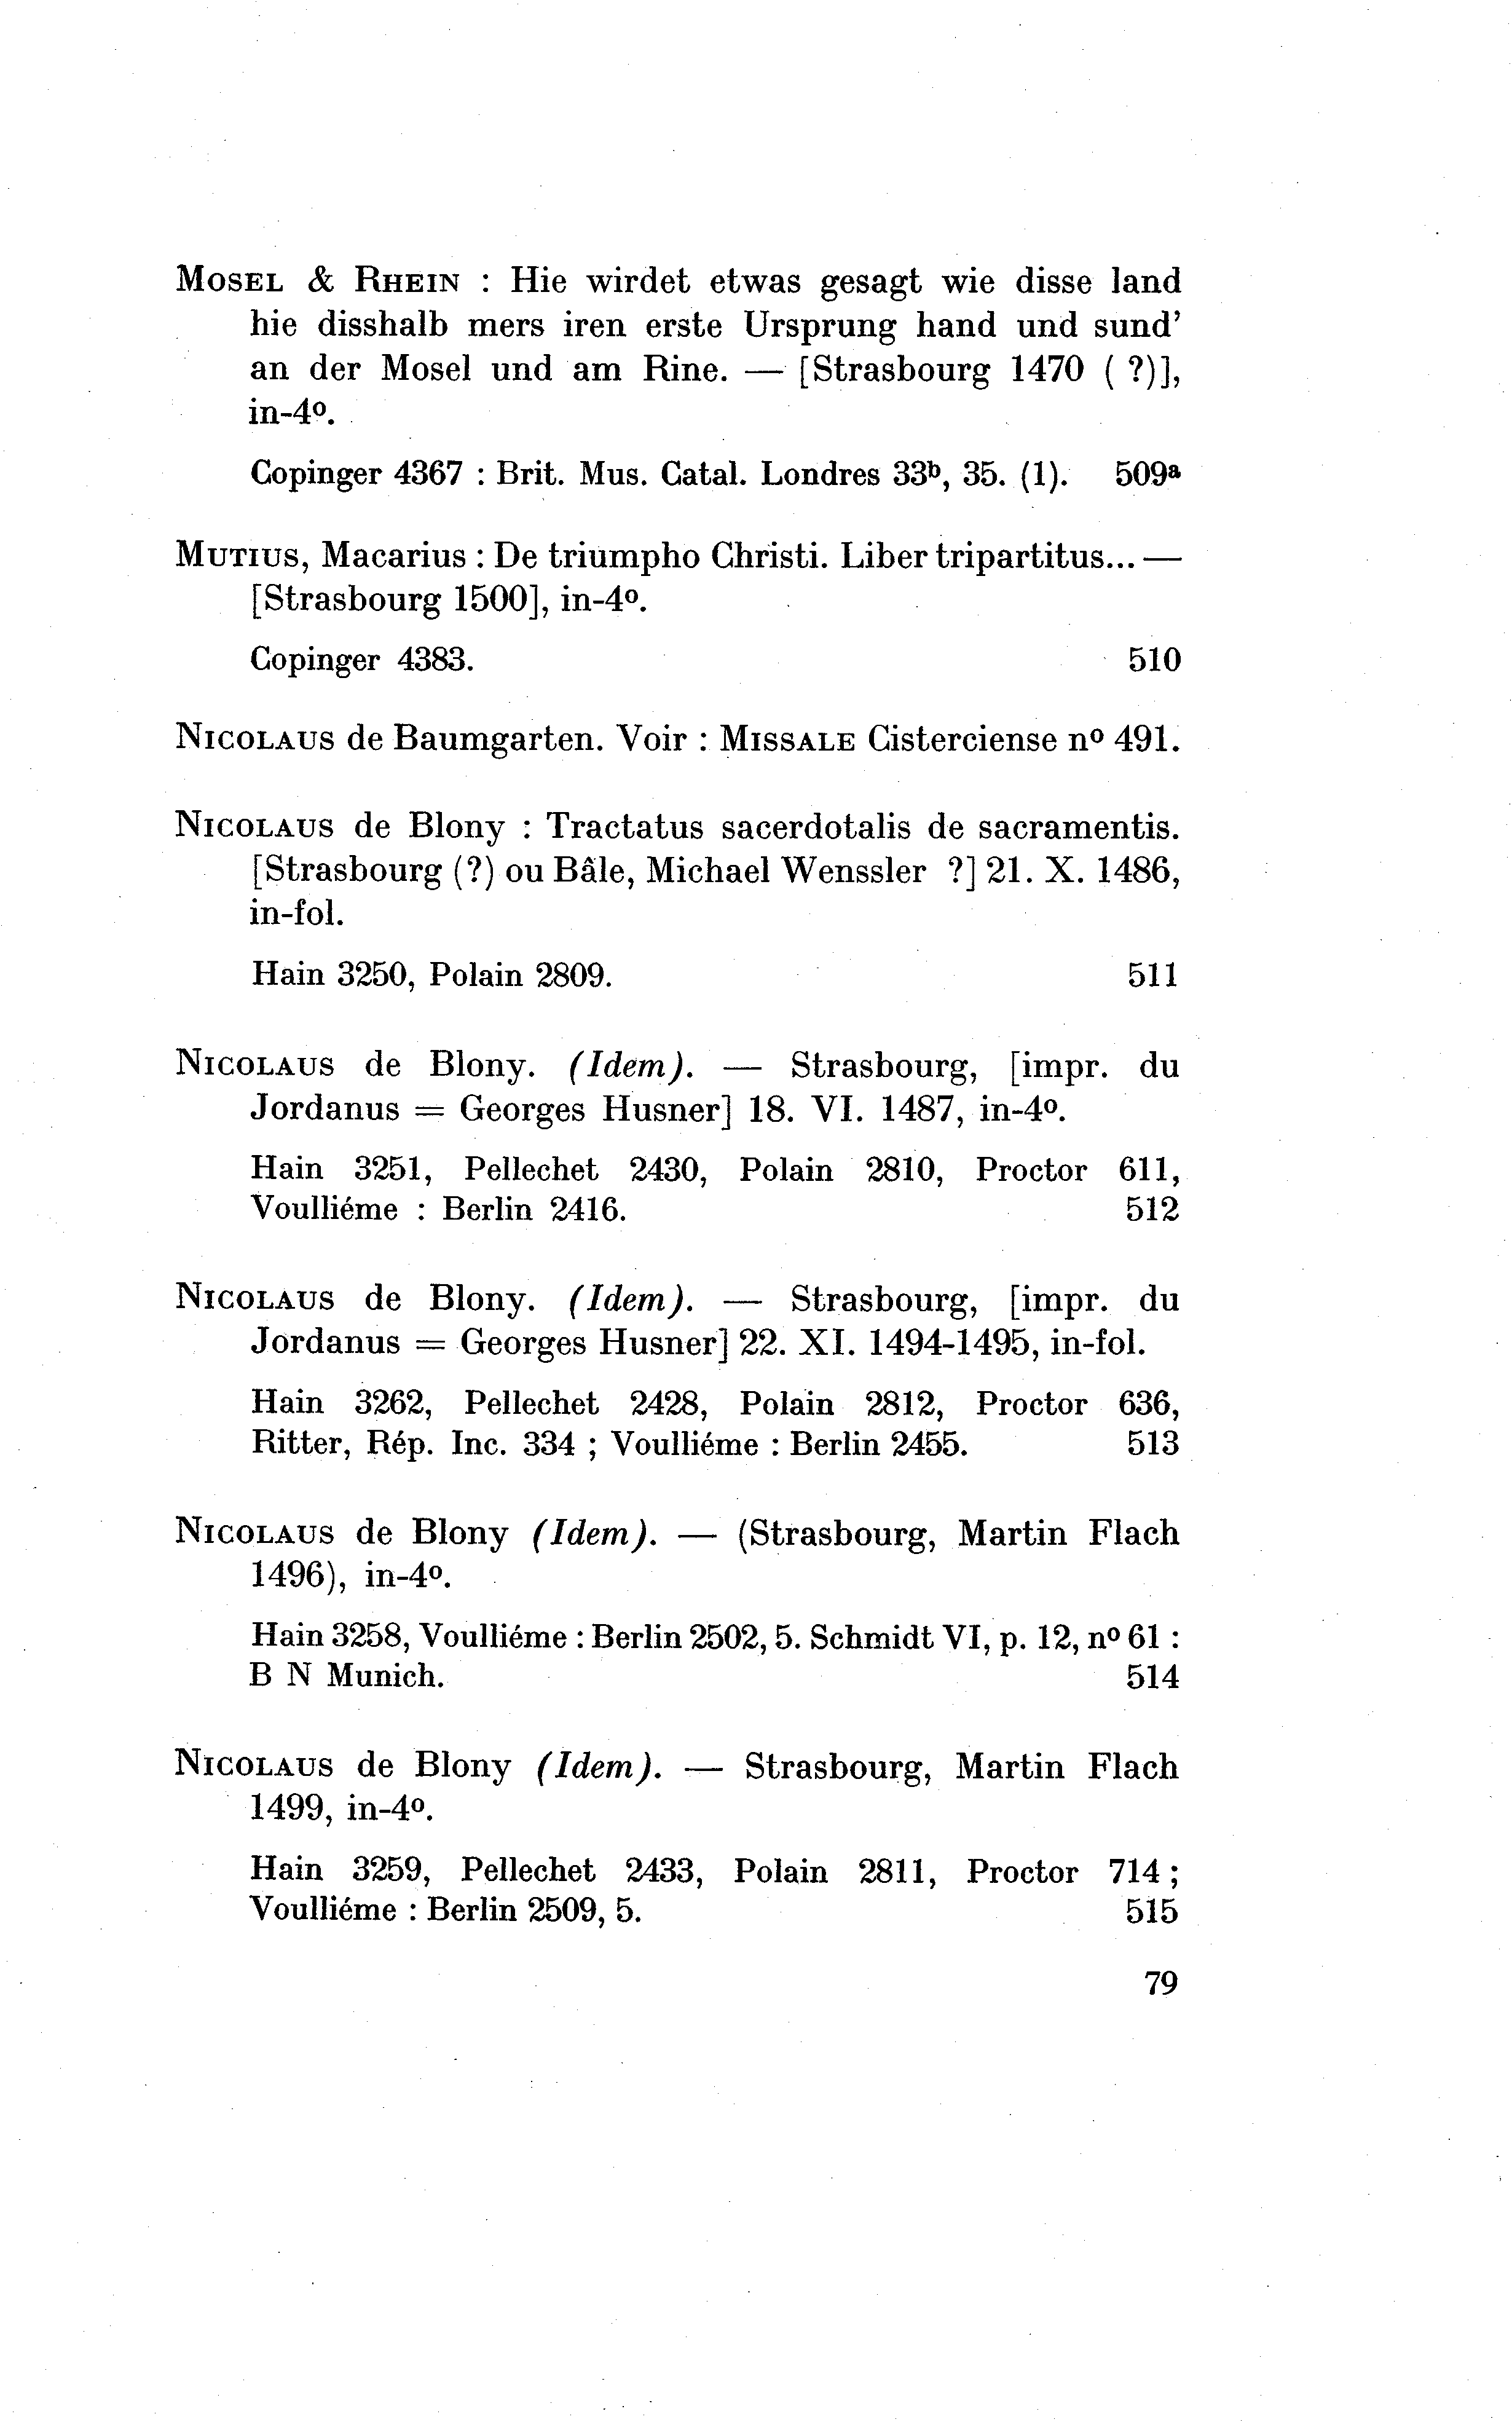 Mosel & Rhein : Hie wirdet etwas gesagt wie disse land
hie disshalb mers iren erste Ursprung hand und sund'
an der Mosel und am Rine. — [Strasbourg 1470 ( ?)],
in-4º.
Copinger 4367 : Brit. Mus. Catal. Londres 33ᵇ, 35. (1). 509ᵃ
Mutius, Macarius : De triumpho Christi. Liber tripartitus... —
[Strasbourg 1500], in-4º.
Copinger 4383. 510
Nicolaus de Baumgarten. Voir : Missale Cisterciense nº 491.
Nicolaus de Blony : Tractatus sacerdotalis de sacramentis.
[Strasbourg (?) ou Bâle, Michael Wenssler ?] 21. X. 1486,
in-fol.
Hain 3250, Polain 2809. 511
Nicolaus de Blony. (Idem). — Strasbourg, [impr. du
Jordanus = Georges Husner] 18. VI. 1487, in-4º.
Hain 3251, Pellechet 2430, Polain 2810, Proctor 611,
Voulliéme : Berlin 2416. 512
Nicolaus de Blony. (Idem). — Strasbourg, [impr. du
Jordanus = Georges Husner] 22. XI. 1494-1495, in-fol.
Hain 3262, Pellechet 2428, Polain 2812, Proctor 636,
Ritter, Rép. Inc. 334 ; Voulliéme : Berlin 2455. 513
Nicolaus de Blony (Idem). — (Strasbourg, Martin Flach
1496), in-4º.
Hain 3258, Voulliéme : Berlin 2502, 5. Schmidt VI, p. 12, nº 61 :
B N Munich. 514
Nicolaus de Blony (Idem). — Strasbourg, Martin Flach
1499, in-4º.
Hain 3259, Pellechet 2433, Polain 2811, Proctor 714 ;
Voulliéme : Berlin 2509, 5. 515
79